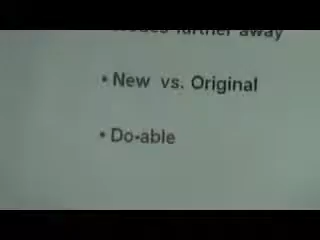 further away
• New vs. Original
• Do-able